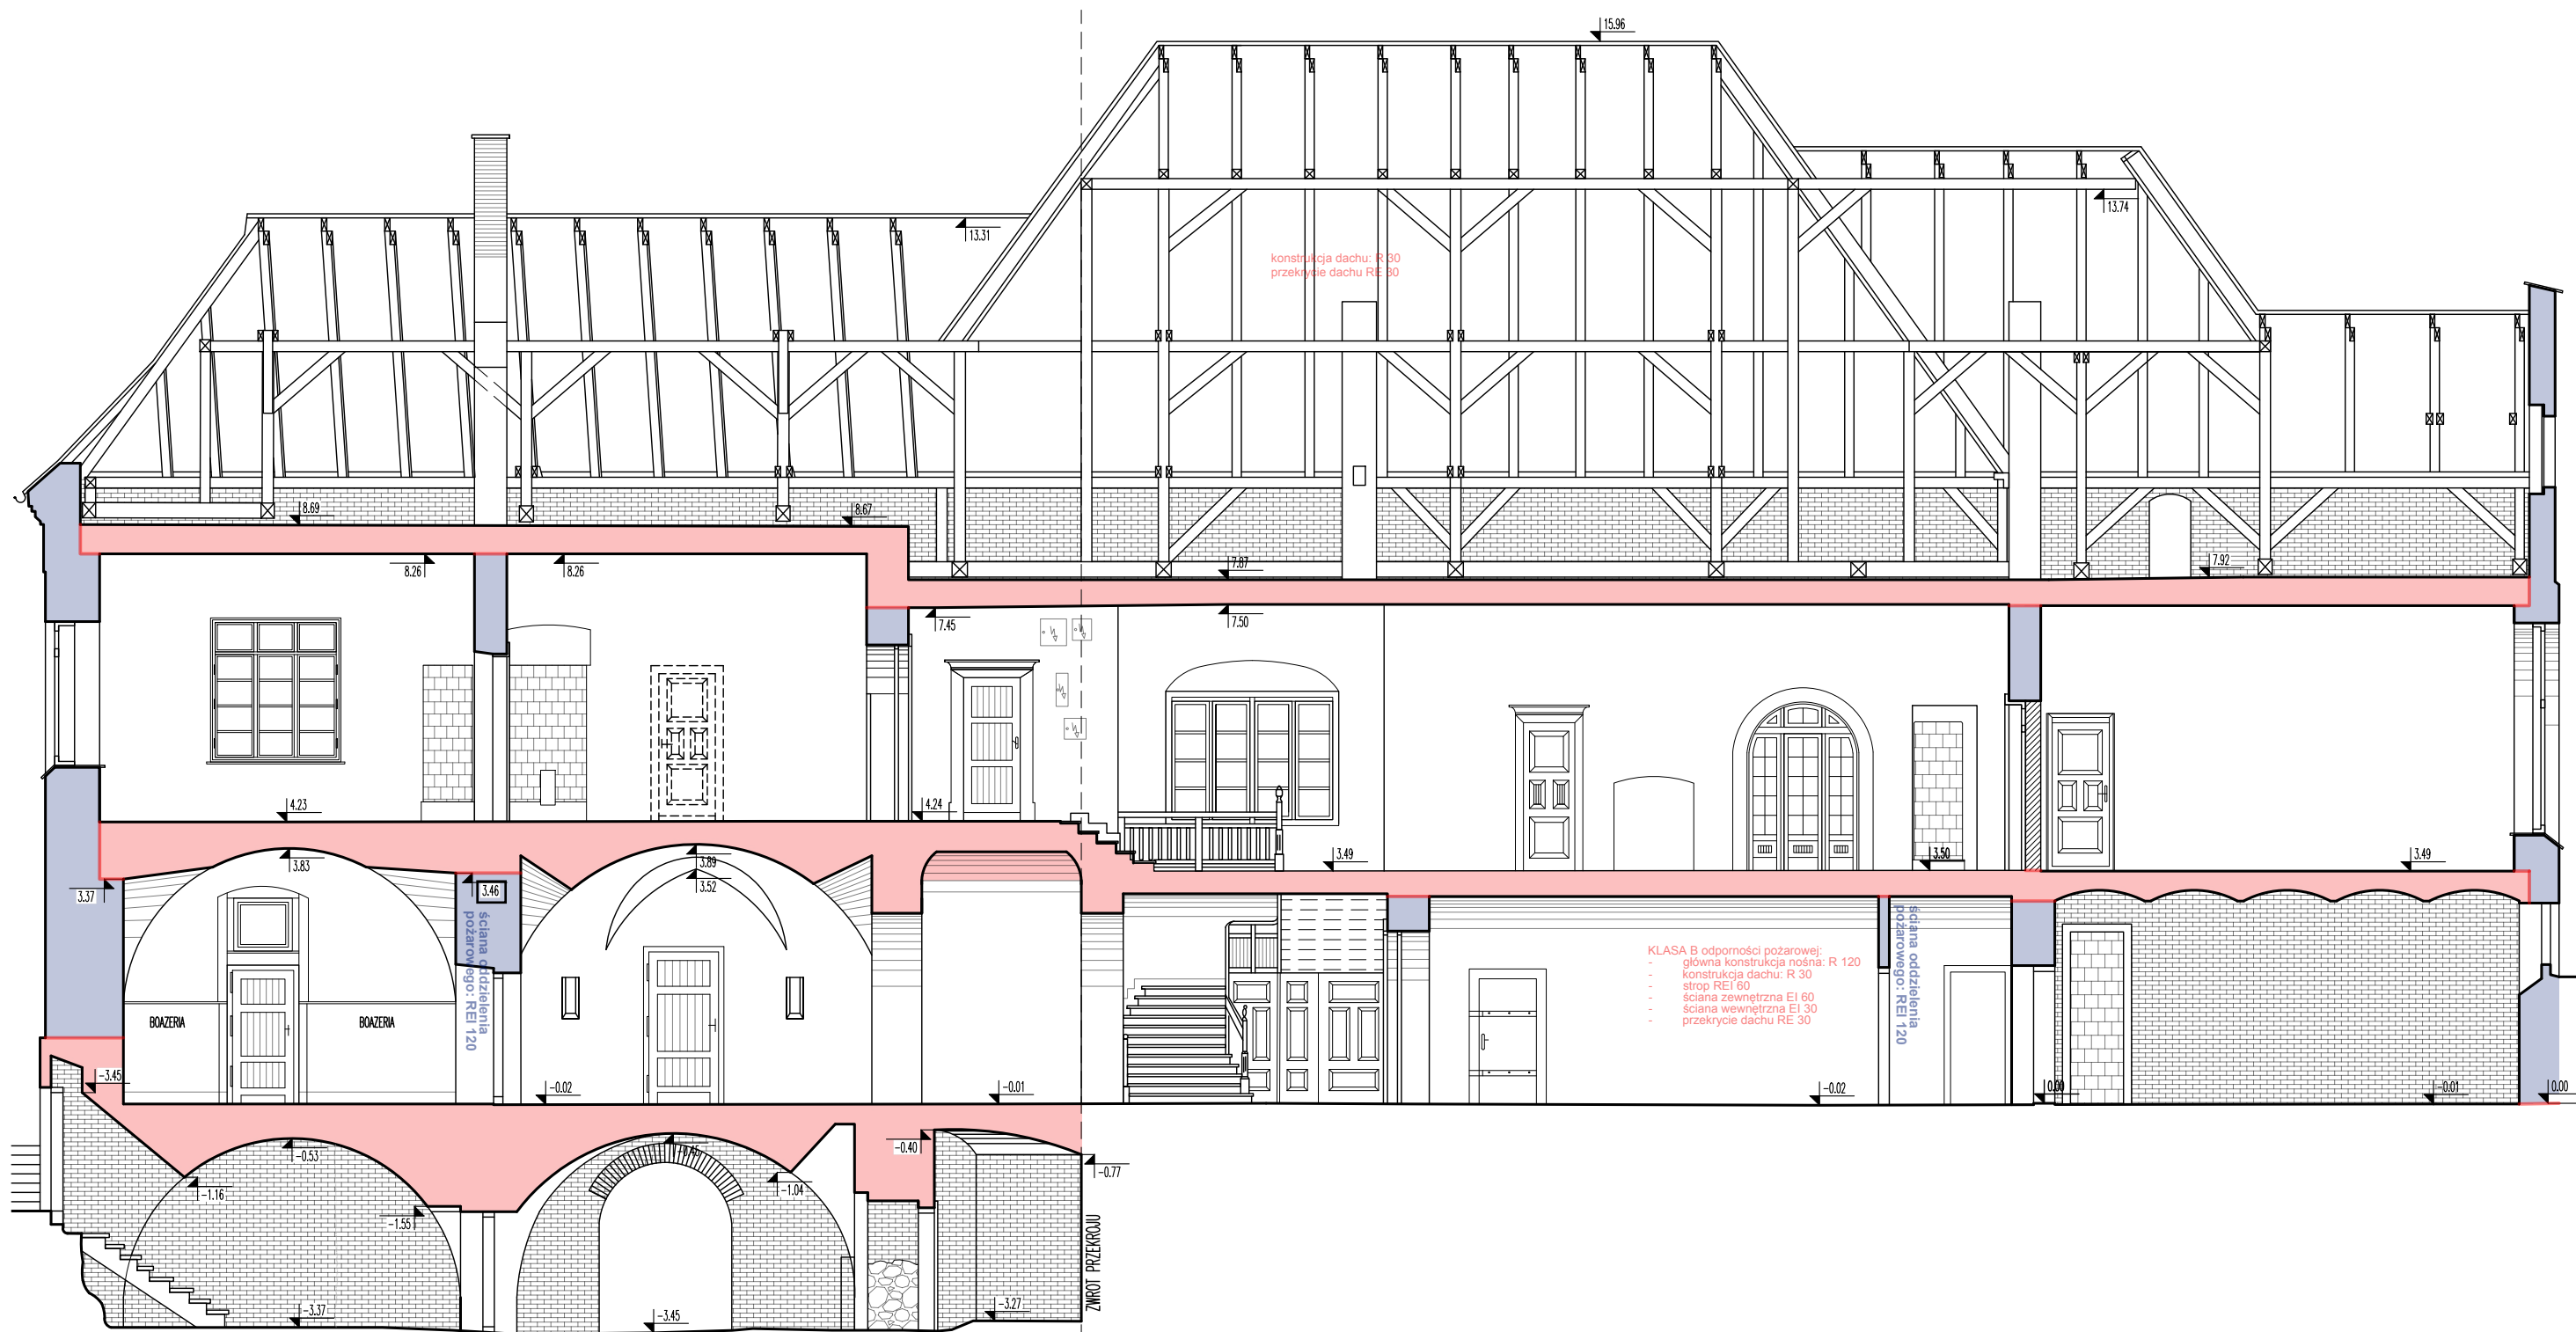 15.96
13.74
13.31
konstrukcja dachu: R 30
przekrycie dachu RE 30
8.69
8.67
8.26
8.26
7.87
7.92
7.45
7.50
4.23
4.24
3.83
3.89
3.52
3.49
3.50
3.49
3.37
3.46
ściana oddzielenia
pożarowego: REI 120
ściana oddzielenia
pożarowego: REI 120
KLASA B odporności pożarowej:
- główna konstrukcja nośna: R 120
- konstrukcja dachu: R 30
- strop REI 60
- ściana zewnętrzna EI 60
- ściana wewnętrzna EI 30
- przekrycie dachu RE 30
BOAZERIA
BOAZERIA
-3.45
-0.02
-0.01
-0.02
0.00
-0.01
0.00
-0.53
-0.40
-0.77
-1.16
-1.04
-1.55
ZWROT PRZEKROJU
-3.37
-3.45
-3.27